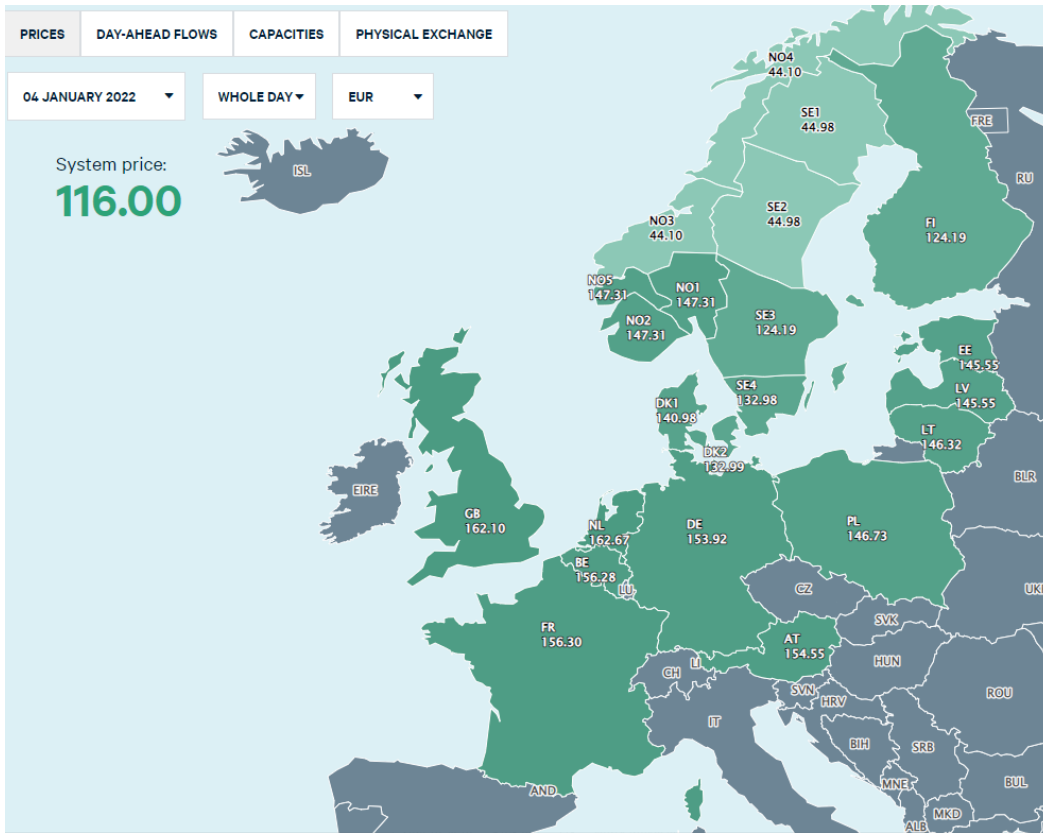 PRICES
DAY-AHEAD FLOWS
CAPACITIES
PHYSICAL EXCHANGE
04 JANUARY 2022
WHOLE DAY
EUR
System price:
116.00
NO4
44.10
SE1
44.98
FRE
ISL
RU
SE2
44.98
NO3
44.10
FI
124.19
NO5
147.31
NO1
147.31
NO2
147.31
SE3
124.19
EE
145.55
SE4
132.98
LV
145.55
DK1
140.98
LT
146.32
DK2
132.99
BLR
EIRE
GB
162.10
NL
162.67
DE
153.92
PL
146.73
BE
156.28
LU
CZ
UKR
SVK
FR
156.30
AT
154.55
HUN
CH
LI
SVN
HRV
ROU
IT
BIH
SRB
AND
MNE
BUL
MKD
ALB